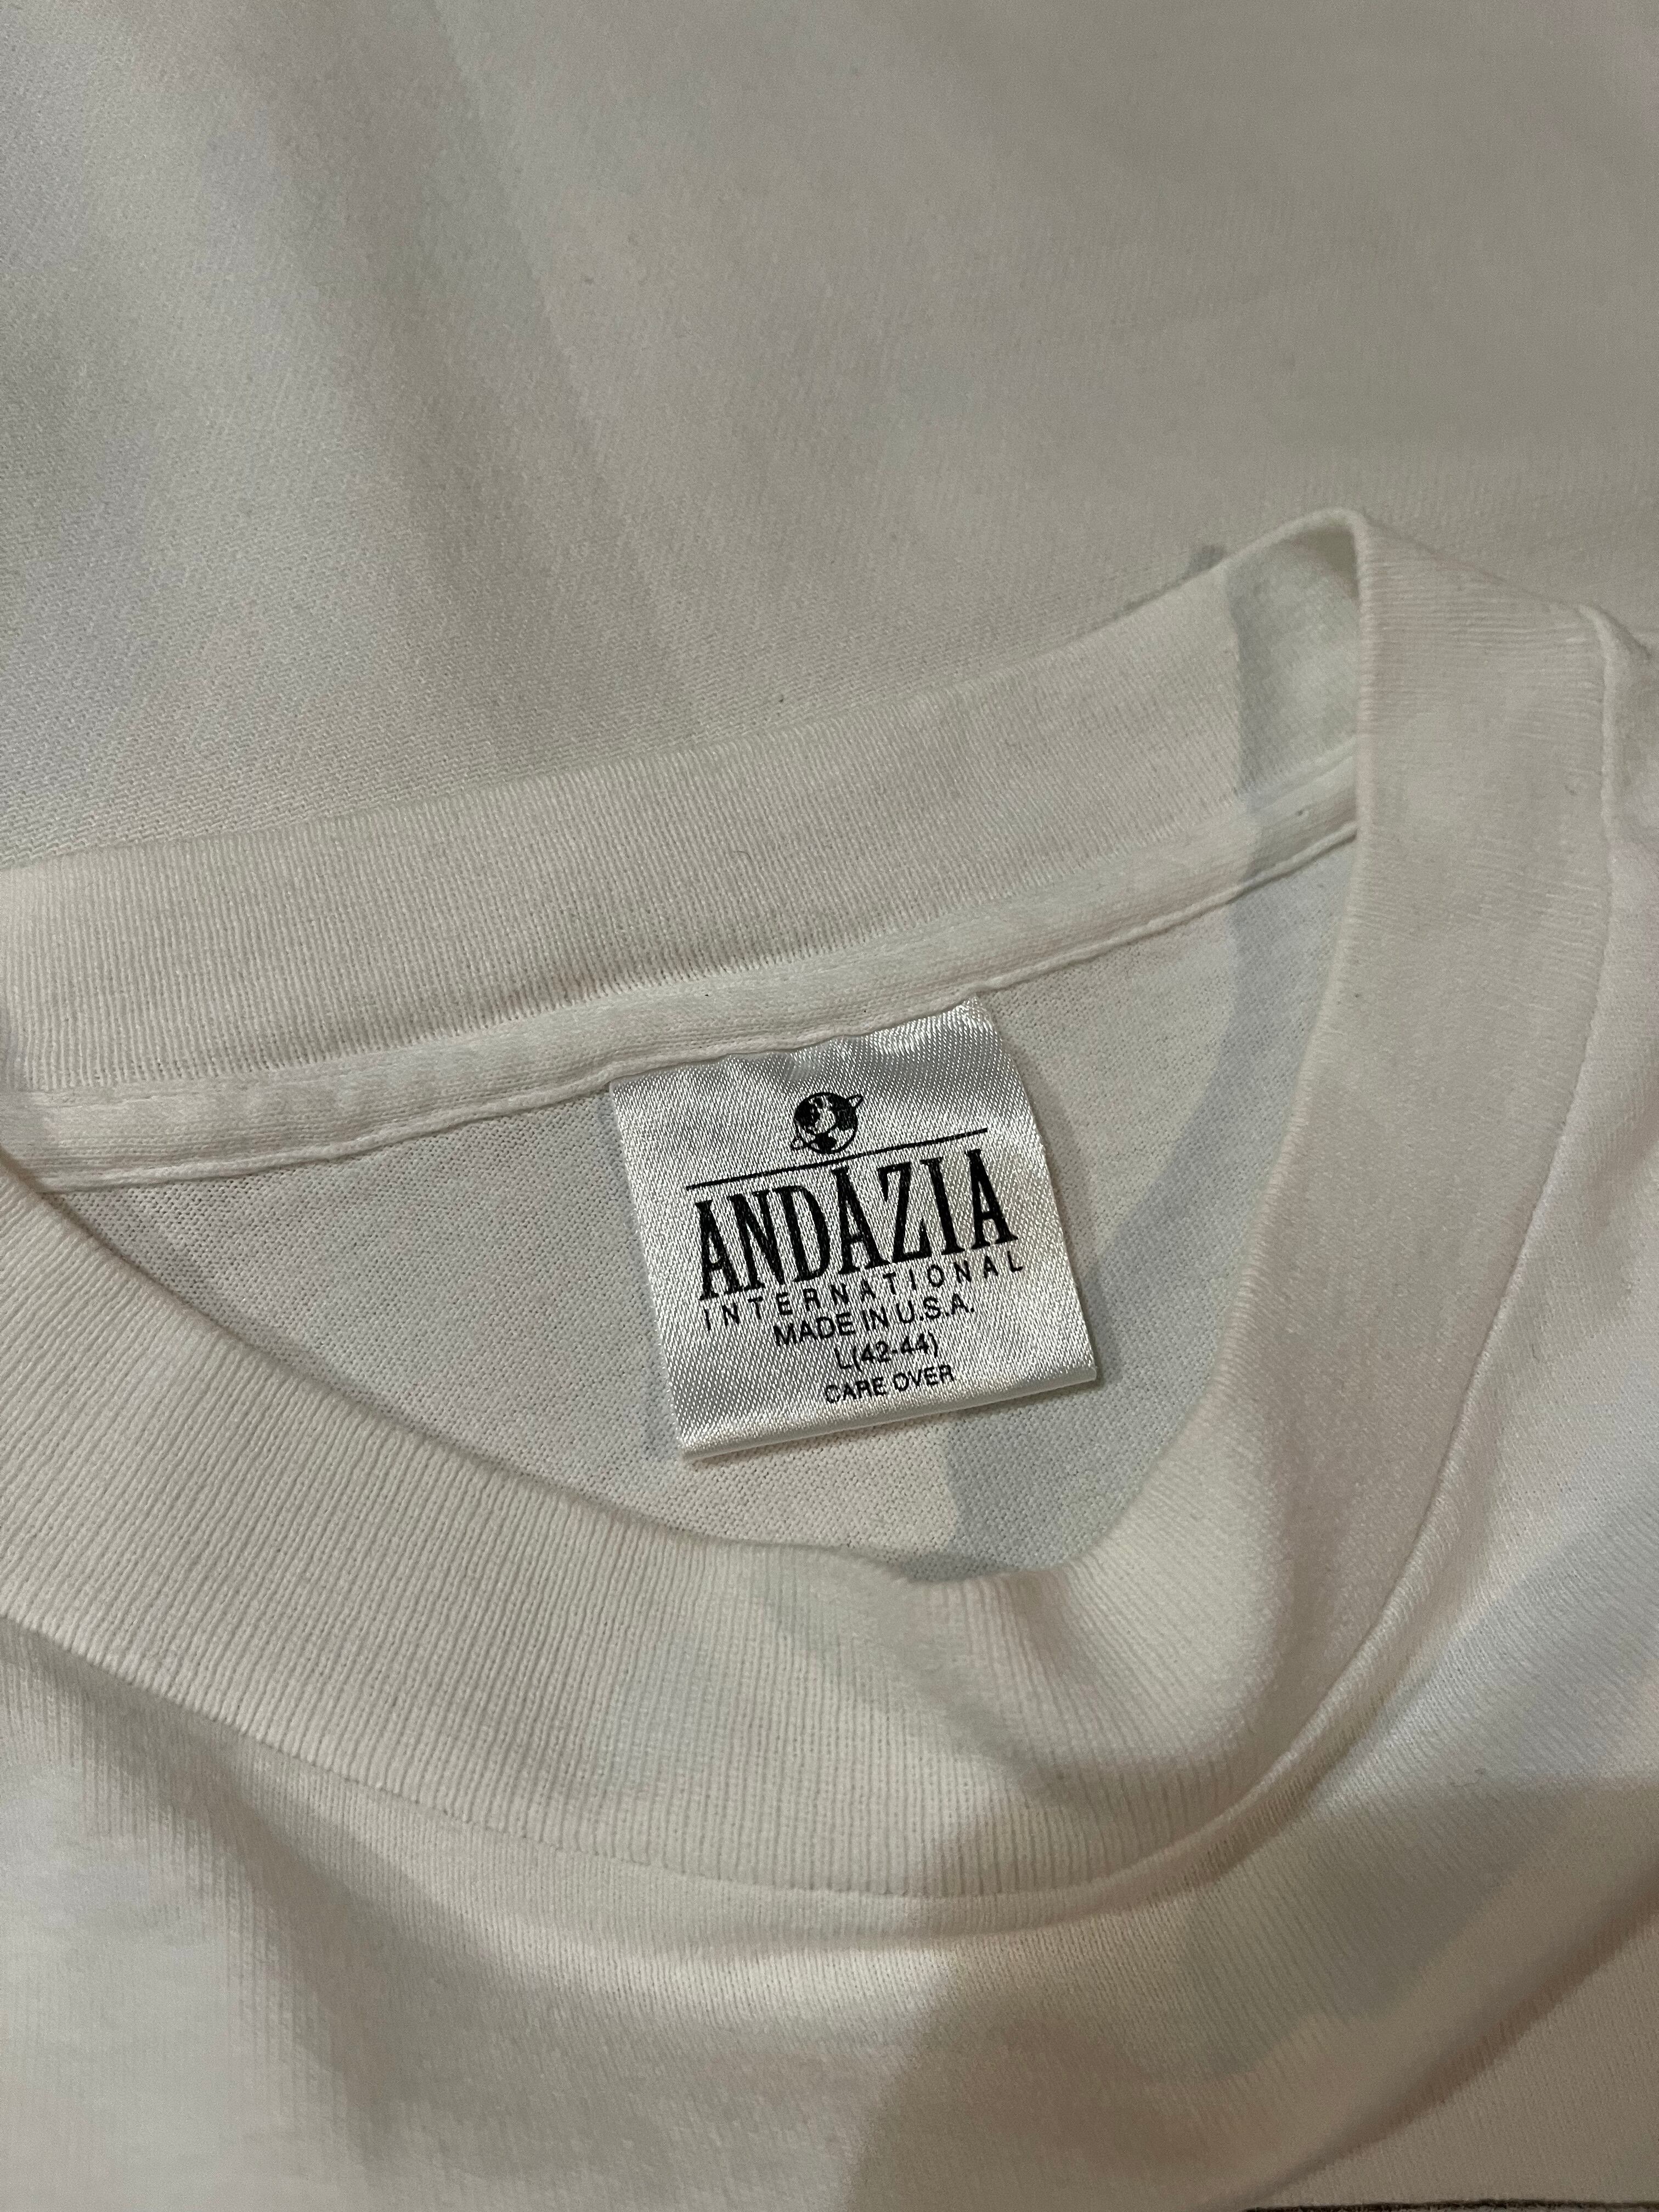 ANDAZIA
INTERNATIONAL
MADE IN U.S.A.
L(42-44)
CARE OVER